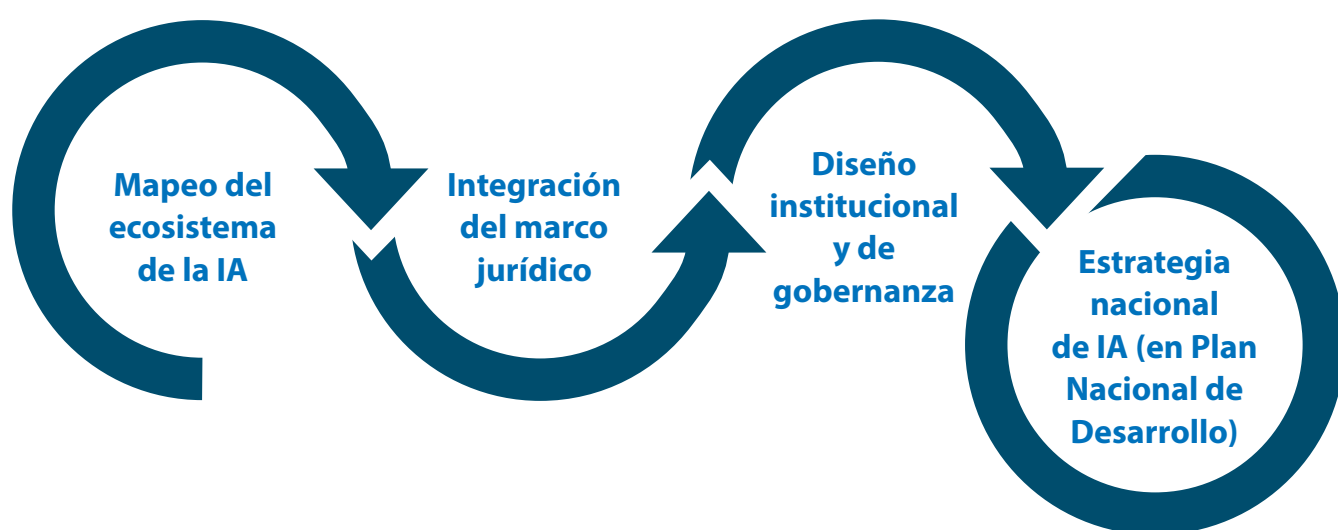 Mapeo del
ecosistema
de la IA
Integración
del marco
jurídico
Diseño
institucional
y de
gobernanza
Estrategia
nacional
de IA (en Plan
Nacional de
Desarrollo)